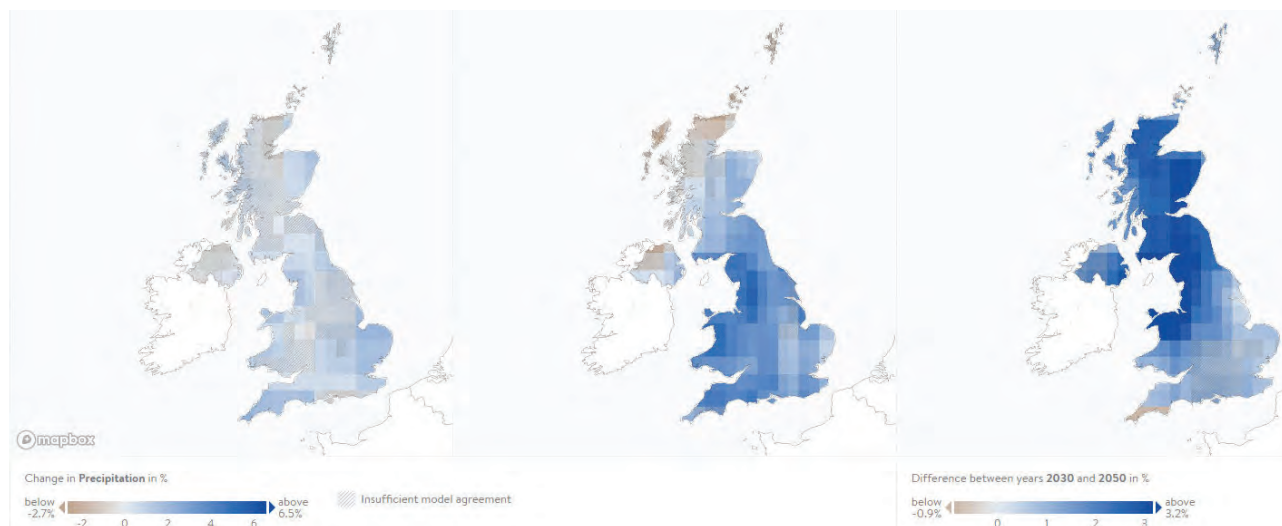 mapbox
Change in Precipitation in %
below
-2.7%
above
6.5%
-2 0 2 4 6
Insufficient model agreement
Difference between years 2030 and 2050 in %
below
-0.9%
above
3.2%
0 1 2 3